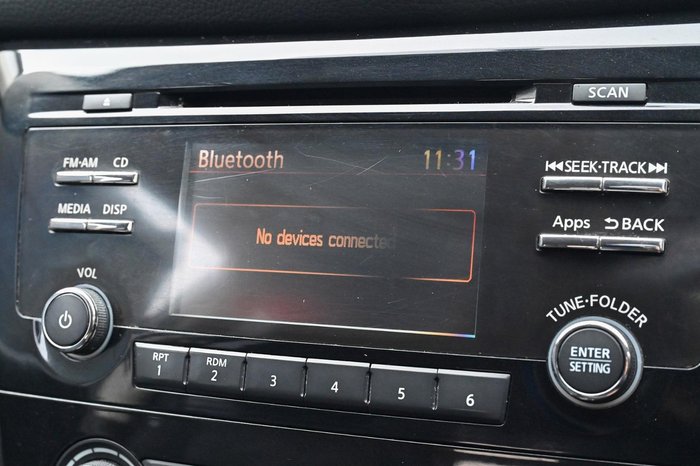 SCAN
Bluetooth 11:31
No devices connected
FM·AM CD
MEDIA DISP
VOL
SEEK·TRACK
Apps BACK
TUNE·FOLDER
ENTER
SETTING
RPT
1
RDM
2
3
4
5
6